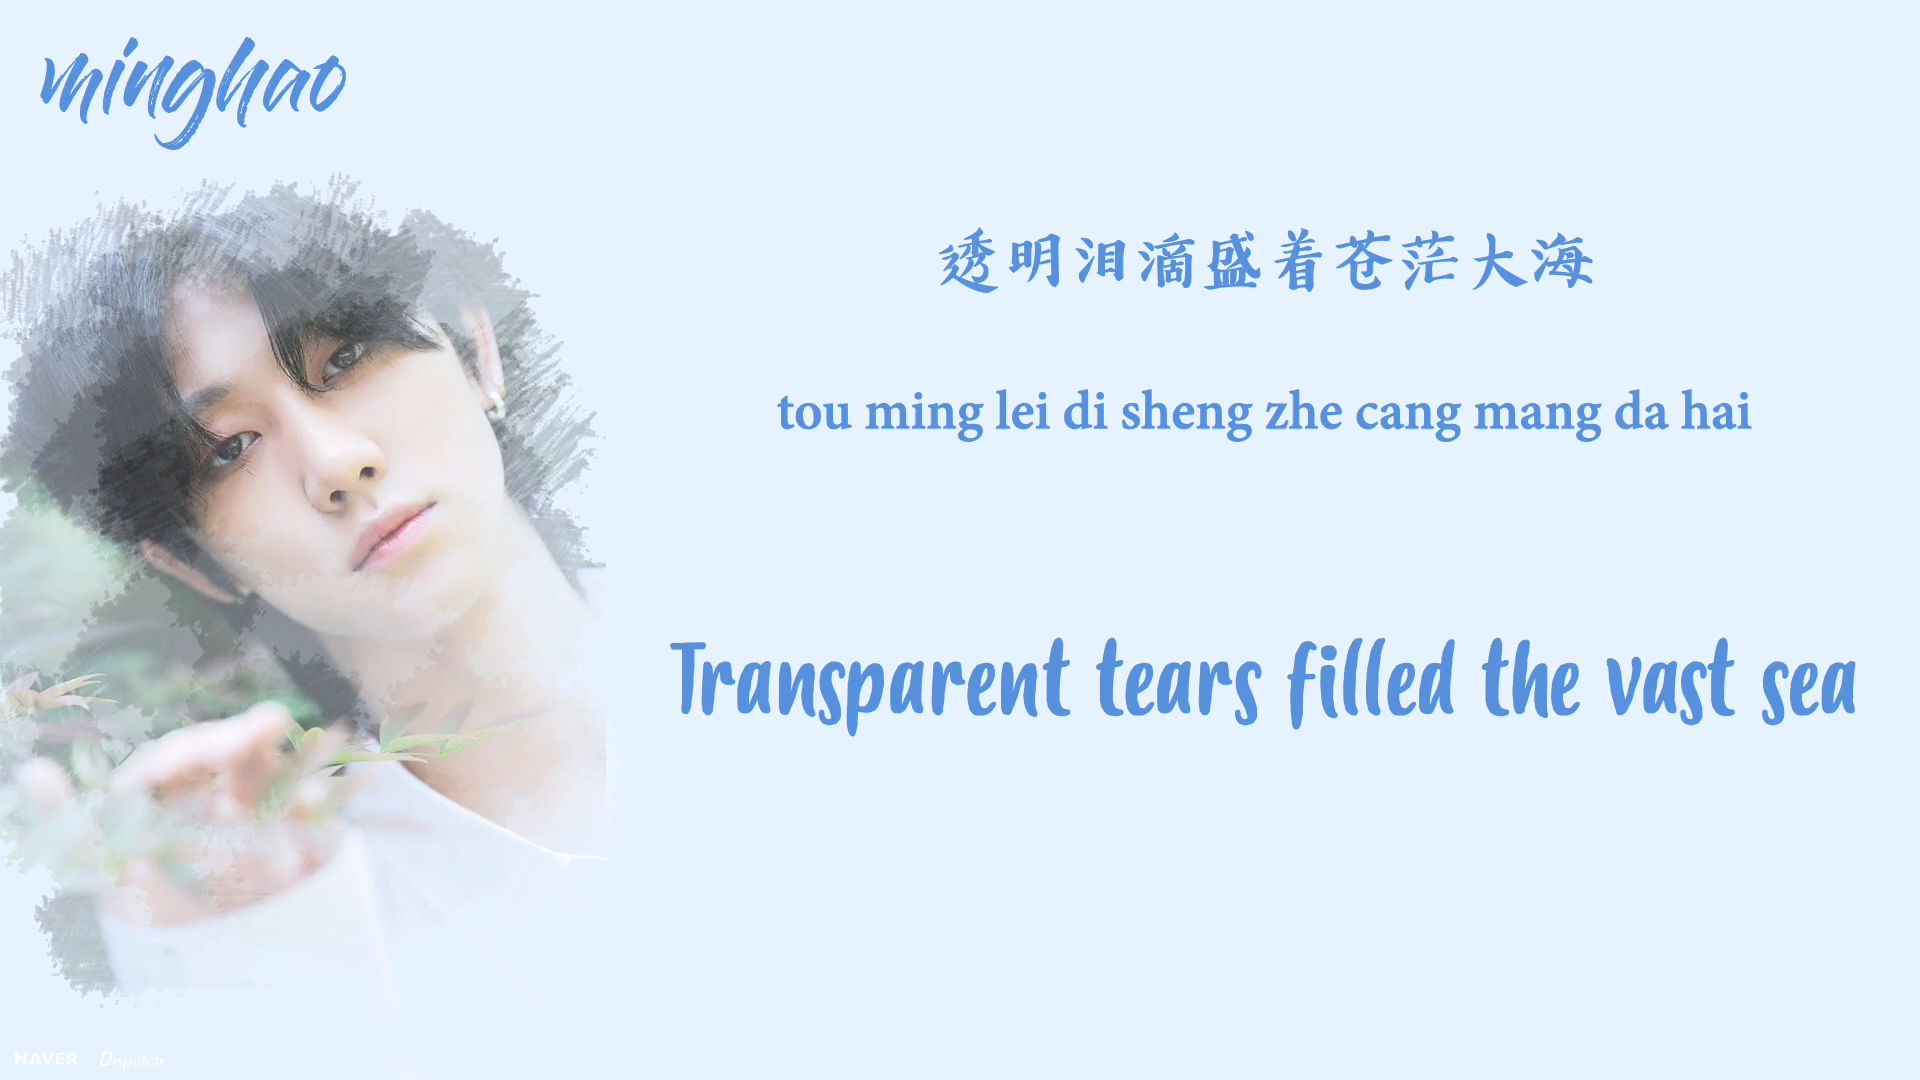 minghao
透明泪滴盛着苍茫大海
tou ming lei di sheng zhe cang mang da hai
Transparent tears filled the vast sea
NAVER Dispatch